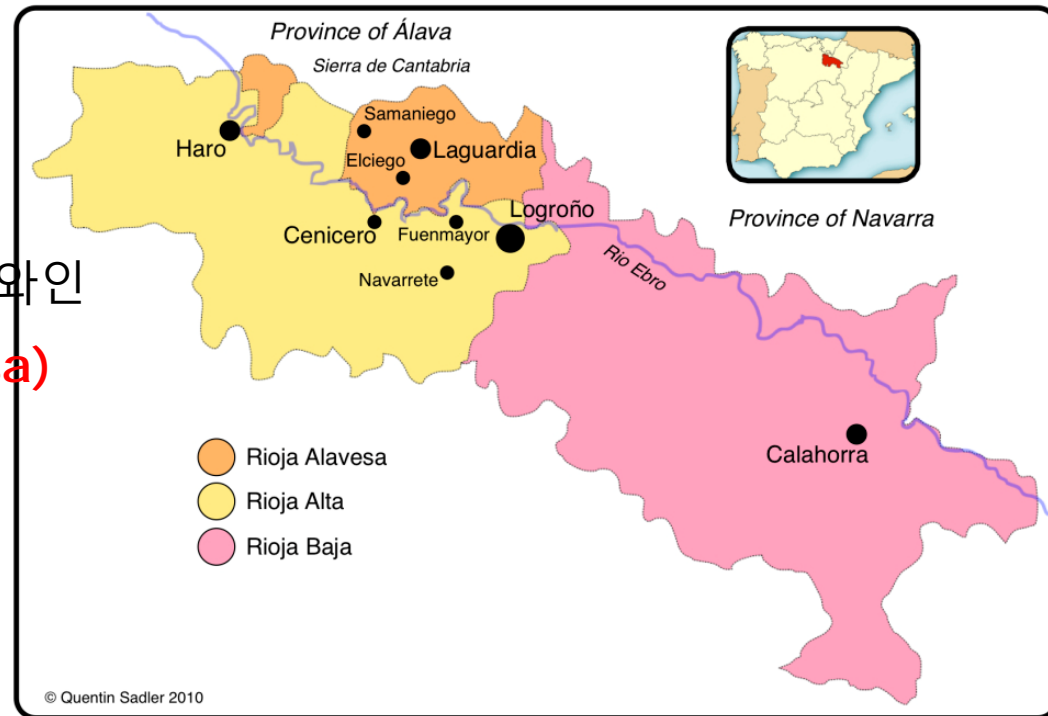 Province of Álava
Sierra de Cantabria
Samaniego
Haro
Laguardia
Elciego
Logroño
Province of Navarra
Cenicero
Fuenmayor
Rio Ebro
와인
Navarrete
a)
Calahorra
Rioja Alavesa
Rioja Alta
Rioja Baja
© Quentin Sadler 2010